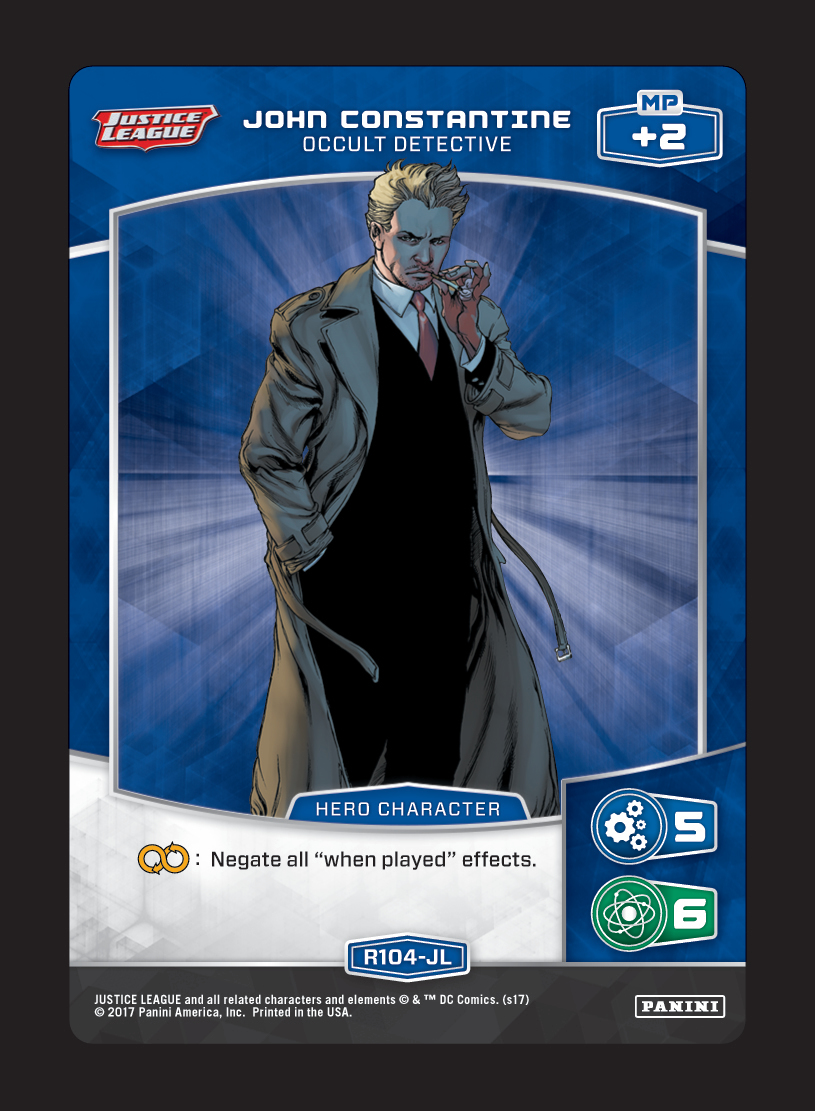 JUSTICE
LEAGUE
JOHN CONSTANTINE
OCCULT DETECTIVE
MP
+2
HERO CHARACTER
: Negate all “when played” effects.
5
6
R104-JL
JUSTICE LEAGUE and all related characters and elements © & ™ DC Comics. (s17)
© 2017 Panini America, Inc. Printed in the USA.
PANINI